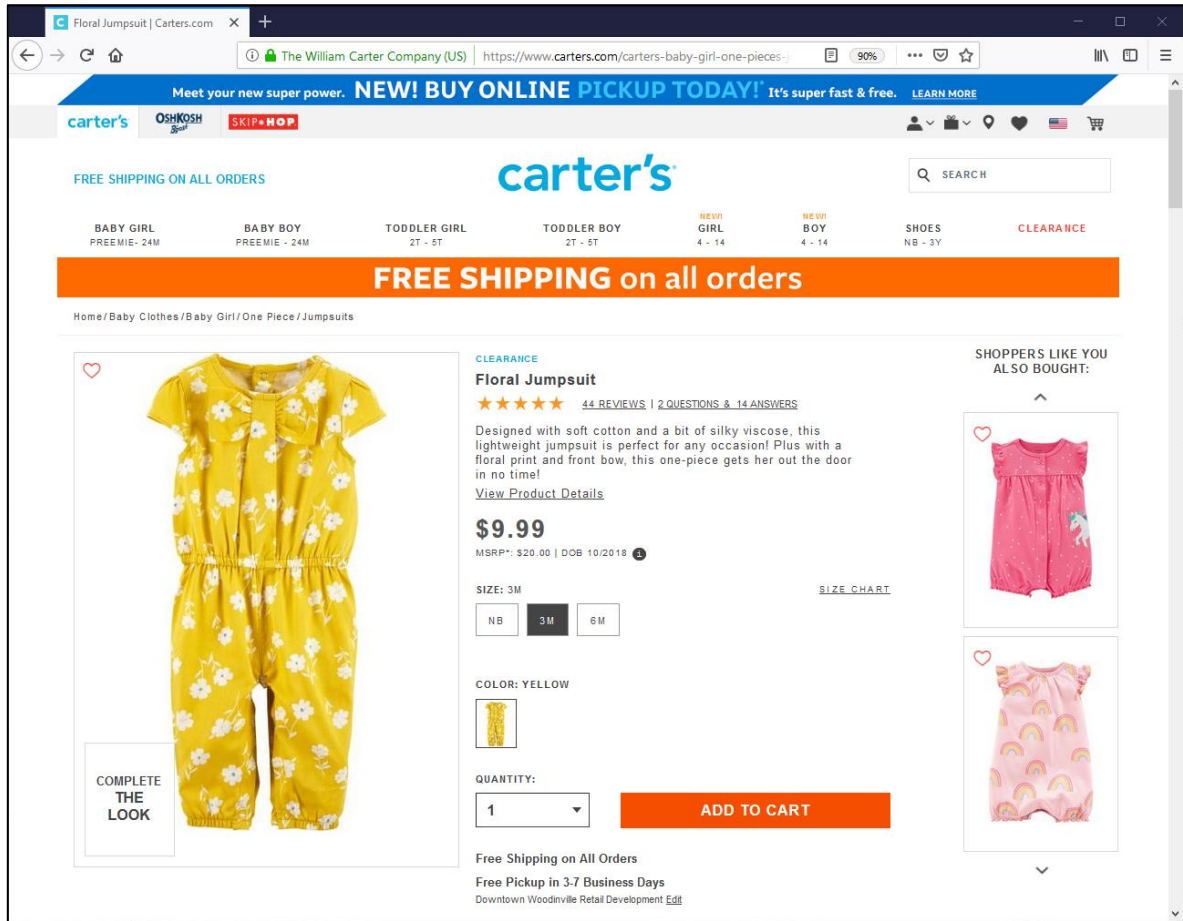 Floral Jumpsuit | Carters.com
The William Carter Company (US) https://www.carters.com/carters-baby-girl-one-pieces- 90%
Meet your new super power. NEW! BUY ONLINE PICKUP TODAY!* It's super fast & free. LEARN MORE
carter's OSHKOSH B'gosh SKIP*HOP
FREE SHIPPING ON ALL ORDERS
carter's
SEARCH
NEW! NEW!
BABY GIRL BABY BOY TODDLER GIRL TODDLER BOY GIRL BOY SHOES CLEARANCE
PREEMIE- 24M PREEMIE - 24M 2T - 5T 2T - 5T 4 - 14 4 - 14 NB - 3Y
FREE SHIPPING on all orders
Home/Baby Clothes/Baby Girl/One Piece/Jumpsuits
CLEARANCE
Floral Jumpsuit
44 REVIEWS | 2 QUESTIONS & 14 ANSWERS
Designed with soft cotton and a bit of silky viscose, this
lightweight jumpsuit is perfect for any occasion! Plus with a
floral print and front bow, this one-piece gets her out the door
in no time!
View Product Details
$9.99
MSRP*: $20.00 | DOB 10/2018
SIZE: 3M SIZE CHART
NB 3M 6M
COLOR: YELLOW
QUANTITY:
1 ADD TO CART
Free Shipping on All Orders
Free Pickup in 3-7 Business Days
Downtown Woodinville Retail Development Edit
COMPLETE
THE
LOOK
SHOPPERS LIKE YOU
ALSO BOUGHT: